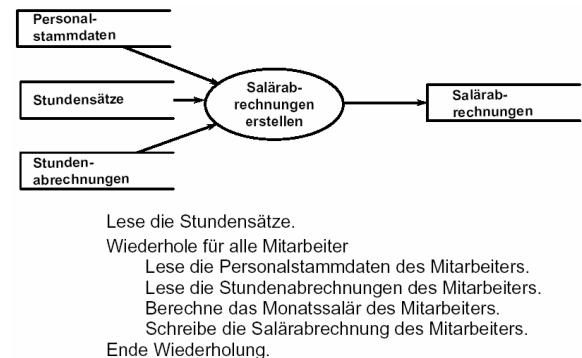 Personal-
stammdaten
Stundensätze
Stunden-
abrechnungen
Salärab-
rechnungen
erstellen
Salärab-
rechnungen
Lese die Stundensätze.
Wiederhole für alle Mitarbeiter
Lese die Personalstammdaten des Mitarbeiters.
Lese die Stundenabrechnungen des Mitarbeiters.
Berechne das Monatssalär des Mitarbeiters.
Schreibe die Salärabrechnung des Mitarbeiters.
Ende Wiederholung.